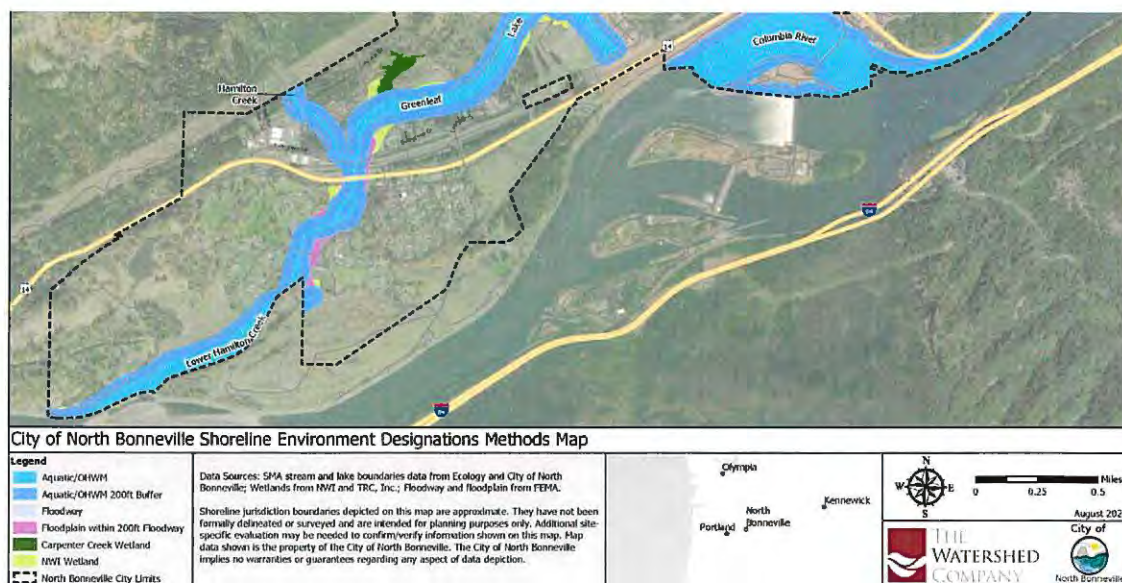 Lake
Columbia River
14
Hamilton
Creek
Greenleaf
84
14
Lower Hamilton Creek
84
City of North Bonneville Shoreline Environment Designations Methods Map
Legend
Aquatic/OHWM
Aquatic/OHWM 200ft Buffer
Floodway
Floodplain within 200ft Floodway
Carpenter Creek Wetland
NWI Wetland
North Bonneville City Limits
Data Sources: SMA stream and lake boundaries data from Ecology and City of North
Bonneville; Wetlands from NWI and TRC, Inc.; Floodway and floodplain from FEMA.
Shoreline jurisdiction boundaries depicted on this map are approximate. They have not been
formally delineated or surveyed and are intended for planning purposes only. Additional site-
specific evaluation may be needed to confirm/verify information shown on this map. Map
data shown is the property of the City of North Bonneville. The City of North Bonneville
implies no warranties or guarantees regarding any aspect of data depiction.
Olympia
Kennewick
North
Bonneville
Portland
N
W E
S
Miles
0 0.25 0.5
August 202
THE
WATERSHED
COMPANY
City of
North Bonneville